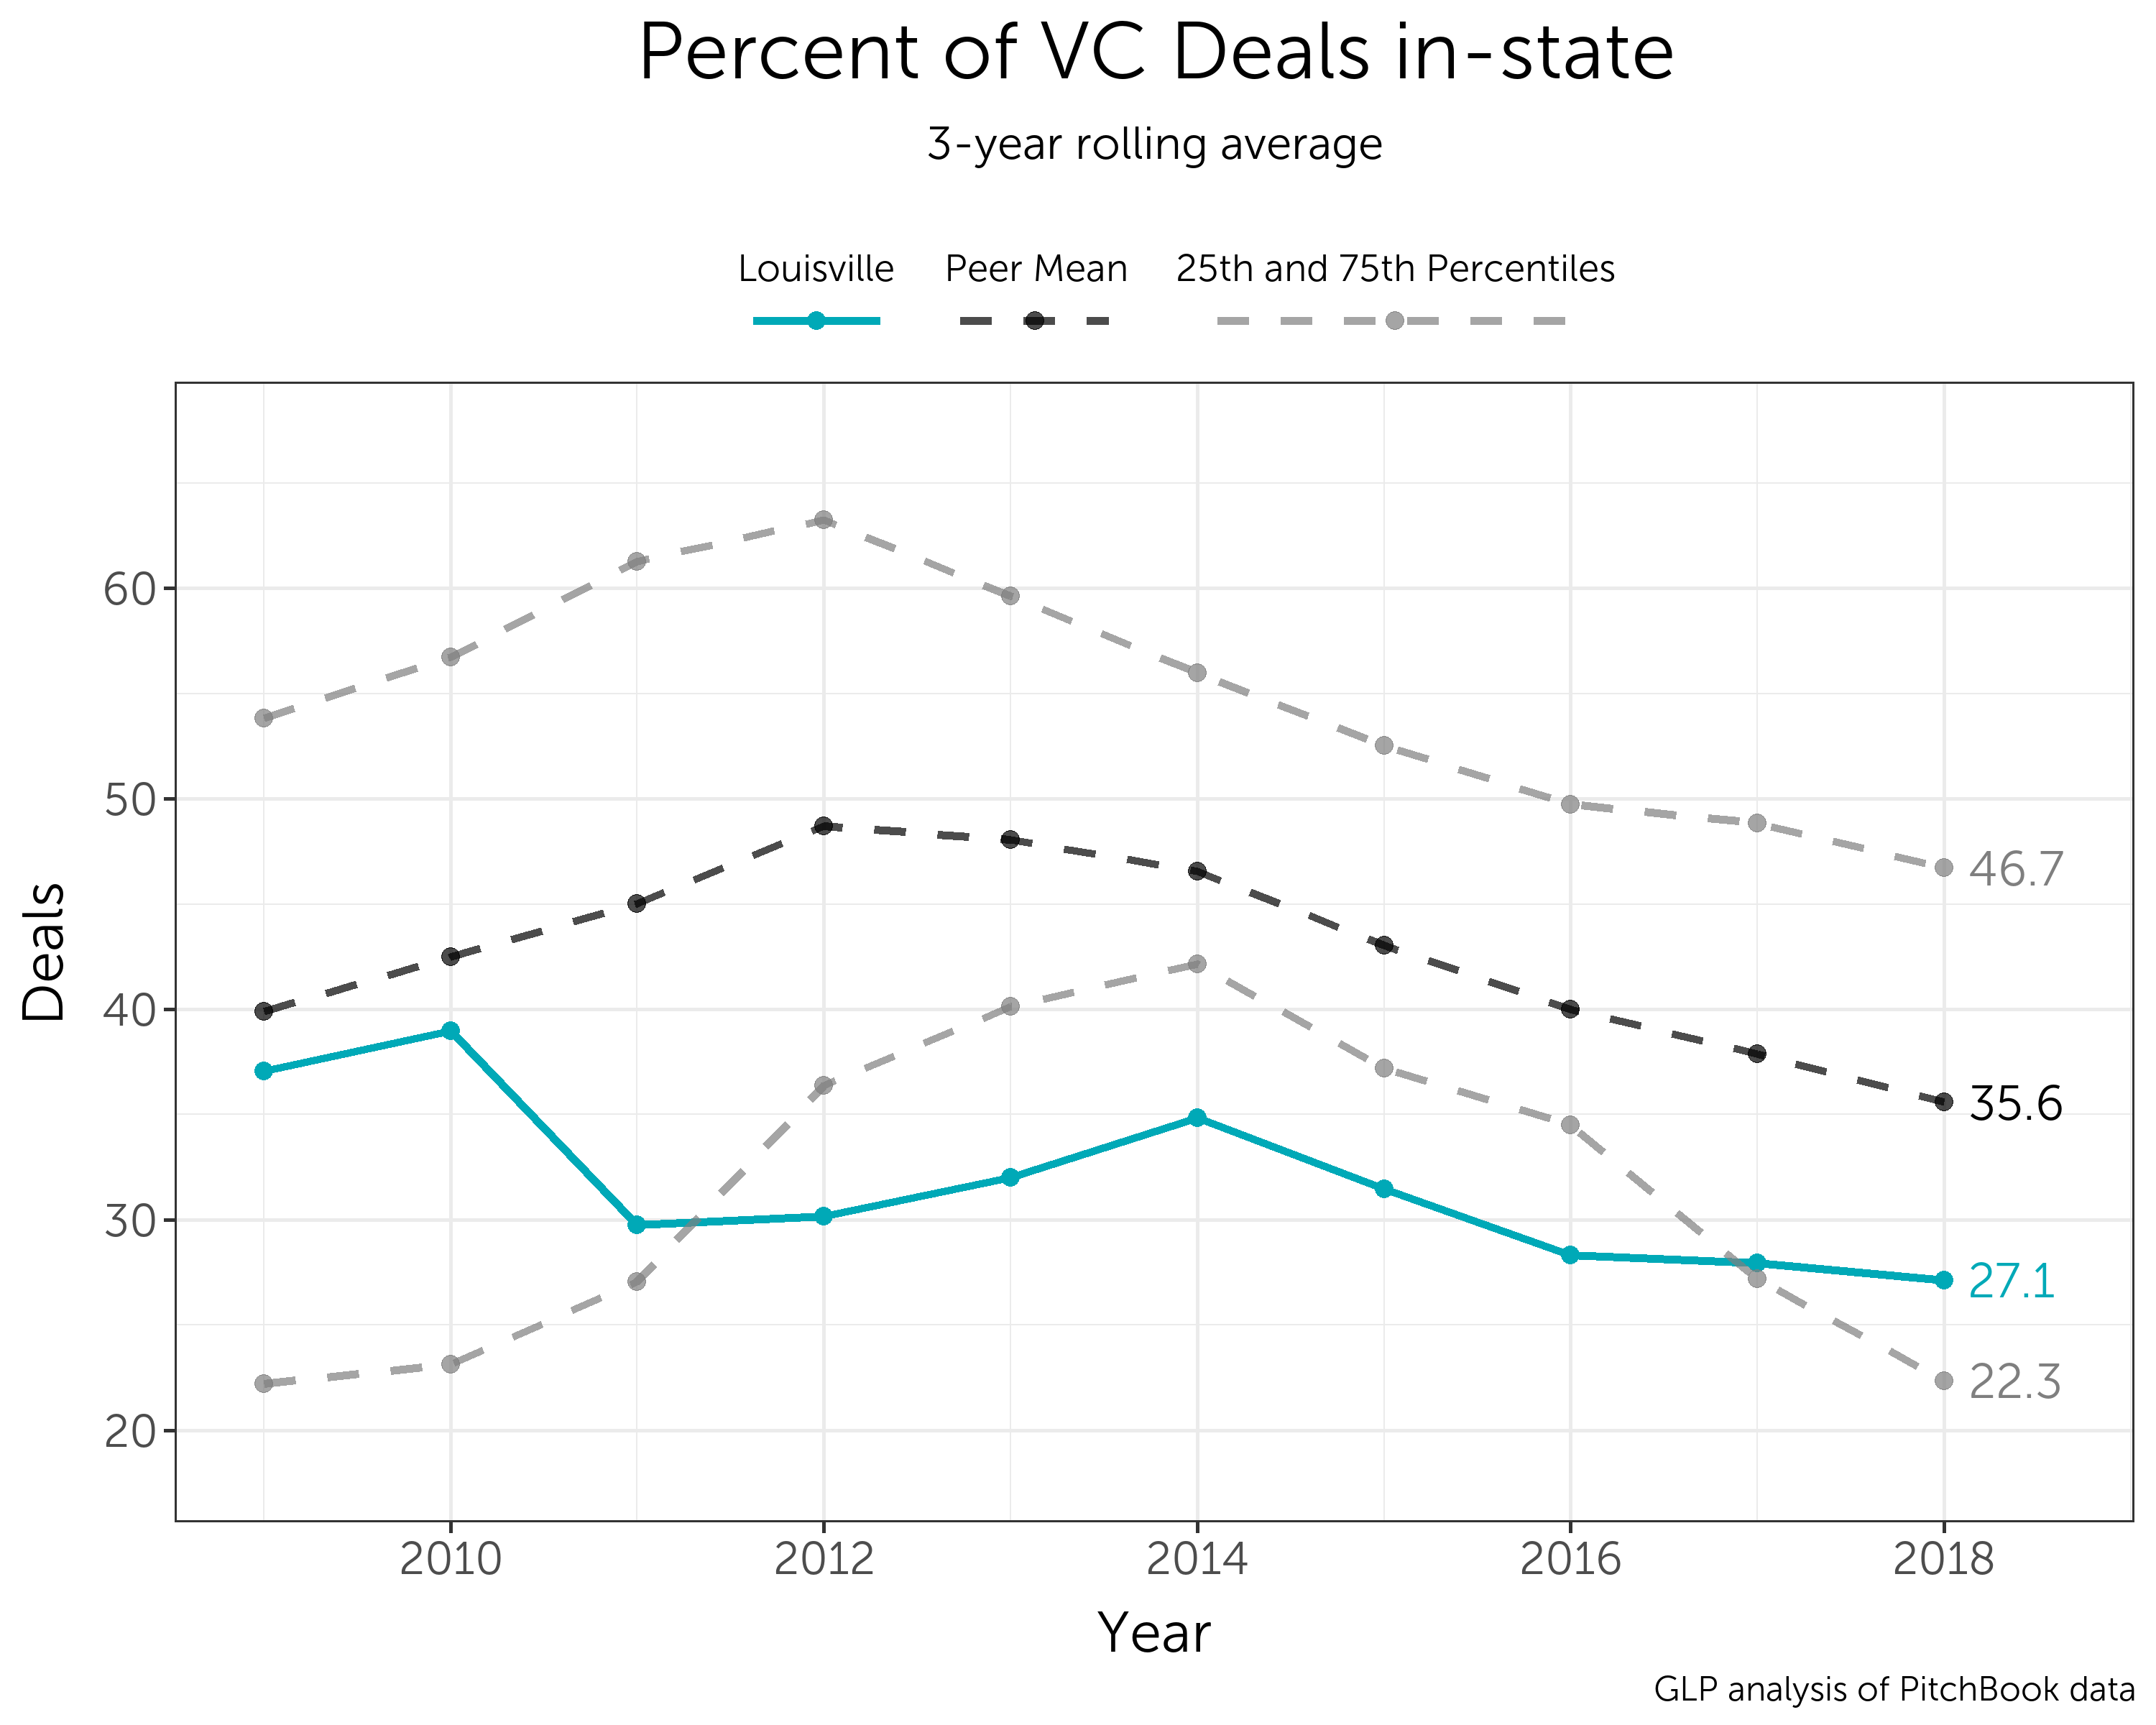 Percent of VC Deals in-state
3-year rolling average
Louisville Peer Mean 25th and 75th Percentiles
Deals
60
50
40
30
20
46.7
35.6
27.1
22.3
2010 2012 2014 2016 2018
Year
GLP analysis of PitchBook data